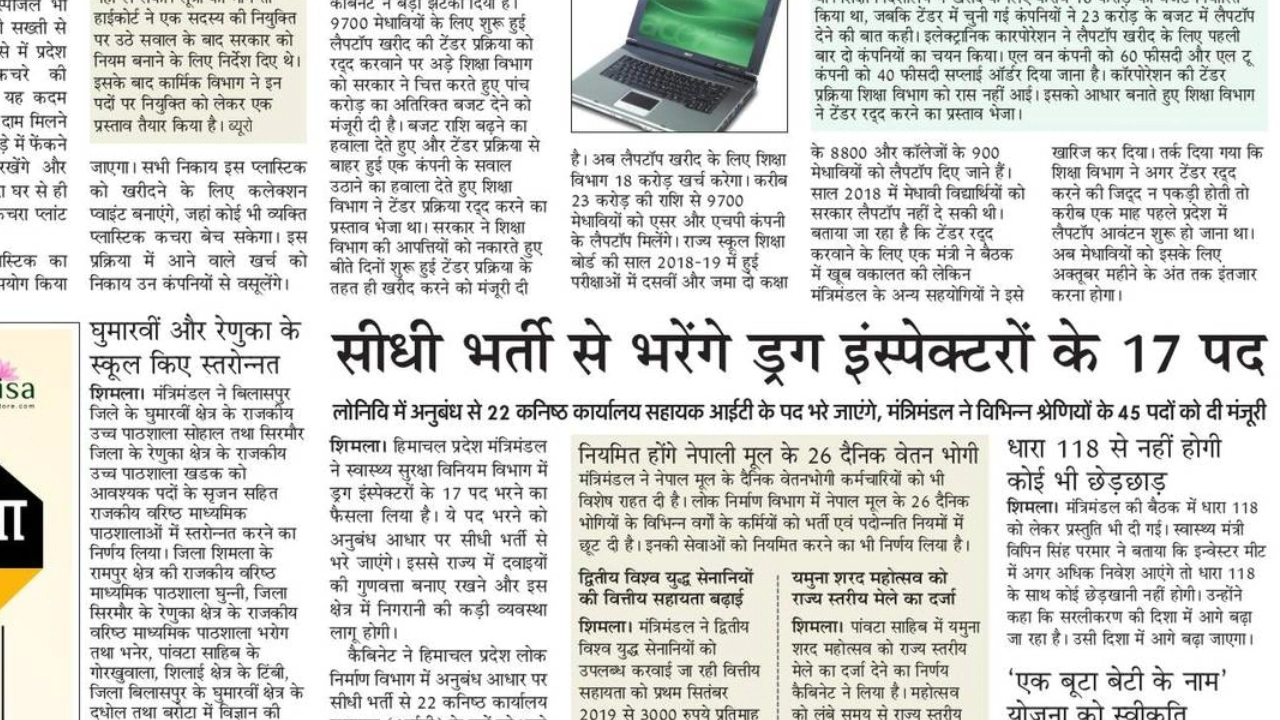 स्पोजल भी
सख्ती से
से में प्रदेश
कचरे की
यह कदम
दाम मिलने
ड़े में फेंकने
रखेंगे और
घर से ही
कचरा प्लांट
स्टिक का
पयोग किया
हाईकोर्ट ने एक सदस्य की नियुक्ति
पर उठे सवाल के बाद सरकार को
नियम बनाने के लिए निर्देश दिए थे।
इसके बाद कार्मिक विभाग ने इन
पदों पर नियुक्ति को लेकर एक
प्रस्ताव तैयार किया है। ब्यूरो
जाएगा। सभी निकाय इस प्लास्टिक
को खरीदने के लिए कलेक्शन
प्वाइंट बनाएंगे, जहां कोई भी व्यक्ति
प्लास्टिक कचरा बेच सकेगा। इस
प्रक्रिया में आने वाले खर्च को
निकाय उन कंपनियों से वसूलेंगे।
कैबिनेट ने बड़ा झटका दिया है।
9700 मेधावियों के लिए शुरू हुई
लैपटॉप खरीद की टेंडर प्रक्रिया को
रद्द करवाने पर अड़े शिक्षा विभाग
को सरकार ने चित्त करते हुए पांच
करोड़ का अतिरिक्त बजट देने को
मंजूरी दी है। बजट राशि बढ़ने का
हवाला देते हुए और टेंडर प्रक्रिया से
बाहर हुई एक कंपनी के सवाल
उठाने का हवाला देते हुए शिक्षा
विभाग ने टेंडर प्रक्रिया रद्द करने का
प्रस्ताव भेजा था। सरकार ने शिक्षा
विभाग की आपत्तियों को नकारते हुए
बीते दिनों शुरू हुई टेंडर प्रक्रिया के
तहत ही खरीद करने को मंजूरी दी
है। अब लैपटॉप खरीद के लिए शिक्षा
विभाग 18 करोड़ खर्च करेगा। करीब
23 करोड़ की राशि से 9700
मेधावियों को एसर और एचपी कंपनी
के लैपटॉप मिलेंगे। राज्य स्कूल शिक्षा
बोर्ड की साल 2018-19 में हुई
परीक्षाओं में दसवीं और जमा दो कक्षा
किया था, जबकि टेंडर में चुनी गई कंपनियों ने 23 करोड़ के बजट में लैपटॉप
देने की बात कही। इलेक्ट्रानिक कारपोरेशन ने लैपटॉप खरीद के लिए पहली
बार दो कंपनियों का चयन किया। एल वन कंपनी को 60 फीसदी और एल टू
कंपनी को 40 फीसदी सप्लाई ऑर्डर दिया जाना है। कॉरपोरेशन की टेंडर
प्रक्रिया शिक्षा विभाग को रास नहीं आई। इसको आधार बनाते हुए शिक्षा विभाग
ने टेंडर रद्द करने का प्रस्ताव भेजा।
के 8800 और कॉलेजों के 900
मेधावियों को लैपटॉप दिए जाने हैं।
साल 2018 में मेधावी विद्यार्थियों को
सरकार लैपटॉप नहीं दे सकी थी।
बताया जा रहा है कि टेंडर रद्द
करवाने के लिए एक मंत्री ने बैठक
में खूब वकालत की लेकिन
मंत्रिमंडल के अन्य सहयोगियों ने इसे
खारिज कर दिया। तर्क दिया गया कि
शिक्षा विभाग ने अगर टेंडर रद्द
करने की जिद्द न पकड़ी होती तो
करीब एक माह पहले प्रदेश में
लैपटॉप आवंटन शुरू हो जाना था।
अब मेधावियों को इसके लिए
अक्तूबर महीने के अंत तक इंतजार
करना होगा।
घुमारवीं और रेणुका के
स्कूल किए स्तरोन्नत
शिमला। मंत्रिमंडल ने बिलासपुर
जिले के घुमारवीं क्षेत्र के राजकीय
उच्च पाठशाला सोहाल तथा सिरमौर
जिला के रेणुका क्षेत्र के राजकीय
उच्च पाठशाला खडक को
आवश्यक पदों के सृजन सहित
राजकीय वरिष्ठ माध्यमिक
पाठशालाओं में स्तरोन्नत करने का
निर्णय लिया। जिला शिमला के
रामपुर क्षेत्र की राजकीय वरिष्ठ
माध्यमिक पाठशाला घुन्नी, जिला
सिरमौर के रेणुका क्षेत्र के राजकीय
वरिष्ठ माध्यमिक पाठशाला भरोग
तथा भनेर, पांवटा साहिब के
गोरखुवाला, शिलाई क्षेत्र के टिंबी,
जिला बिलासपुर के घुमारवीं क्षेत्र के
दधोल तथा बरोटा में विज्ञान की
सीधी भर्ती से भरेंगे ड्रग इंस्पेक्टरों के 17 पद
लोनिवि में अनुबंध से 22 कनिष्ठ कार्यालय सहायक आईटी के पद भरे जाएंगे, मंत्रिमंडल ने विभिन्न श्रेणियों के 45 पदों को दी मंजूरी
शिमला। हिमाचल प्रदेश मंत्रिमंडल
ने स्वास्थ्य सुरक्षा विनियम विभाग में
ड्रग इंस्पेक्टरों के 17 पद भरने का
फैसला लिया है। ये पद भरने को
अनुबंध आधार पर सीधी भर्ती से
भरे जाएंगे। इससे राज्य में दवाइयों
की गुणवत्ता बनाए रखने और इस
क्षेत्र में निगरानी की कड़ी व्यवस्था
लागू होगी।
कैबिनेट ने हिमाचल प्रदेश लोक
निर्माण विभाग में अनुबंध आधार पर
सीधी भर्ती से 22 कनिष्ठ कार्यालय
नियमित होंगे नेपाली मूल के 26 दैनिक वेतन भोगी
मंत्रिमंडल ने नेपाल मूल के दैनिक वेतनभोगी कर्मचारियों को भी
विशेष राहत दी है। लोक निर्माण विभाग में नेपाल मूल के 26 दैनिक
भोगियों के विभिन्न वर्गों के कर्मियों को भर्ती एवं पदोन्नति नियमों में
छूट दी है। इनकी सेवाओं को नियमित करने का भी निर्णय लिया है।
द्वितीय विश्व युद्ध सेनानियों
की वित्तीय सहायता बढ़ाई
शिमला। मंत्रिमंडल ने द्वितीय
विश्व युद्ध सेनानियों को
उपलब्ध करवाई जा रही वित्तीय
सहायता को प्रथम सितंबर
2019 से 3000 रुपये प्रतिमाह
यमुना शरद महोत्सव को
राज्य स्तरीय मेले का दर्जा
शिमला। पांवटा साहिब में यमुना
शरद महोत्सव को राज्य स्तरीय
मेले का दर्जा देने का निर्णय
कैबिनेट ने लिया है। महोत्सव
को लंबे समय से राज्य स्तरीय
धारा 118 से नहीं होगी
कोई भी छेड़छाड़
शिमला। मंत्रिमंडल की बैठक में धारा 118
को लेकर प्रस्तुति भी दी गई। स्वास्थ्य मंत्री
विपिन सिंह परमार ने बताया कि इन्वेस्टर मीट
में अगर अधिक निवेश आएंगे तो धारा 118
के साथ कोई छेड़खानी नहीं होगी। उन्होंने
कहा कि सरलीकरण की दिशा में आगे बढ़ा
जा रहा है। उसी दिशा में आगे बढ़ा जाएगा।
'एक बूटा बेटी के नाम'
योजना को स्वीकृति